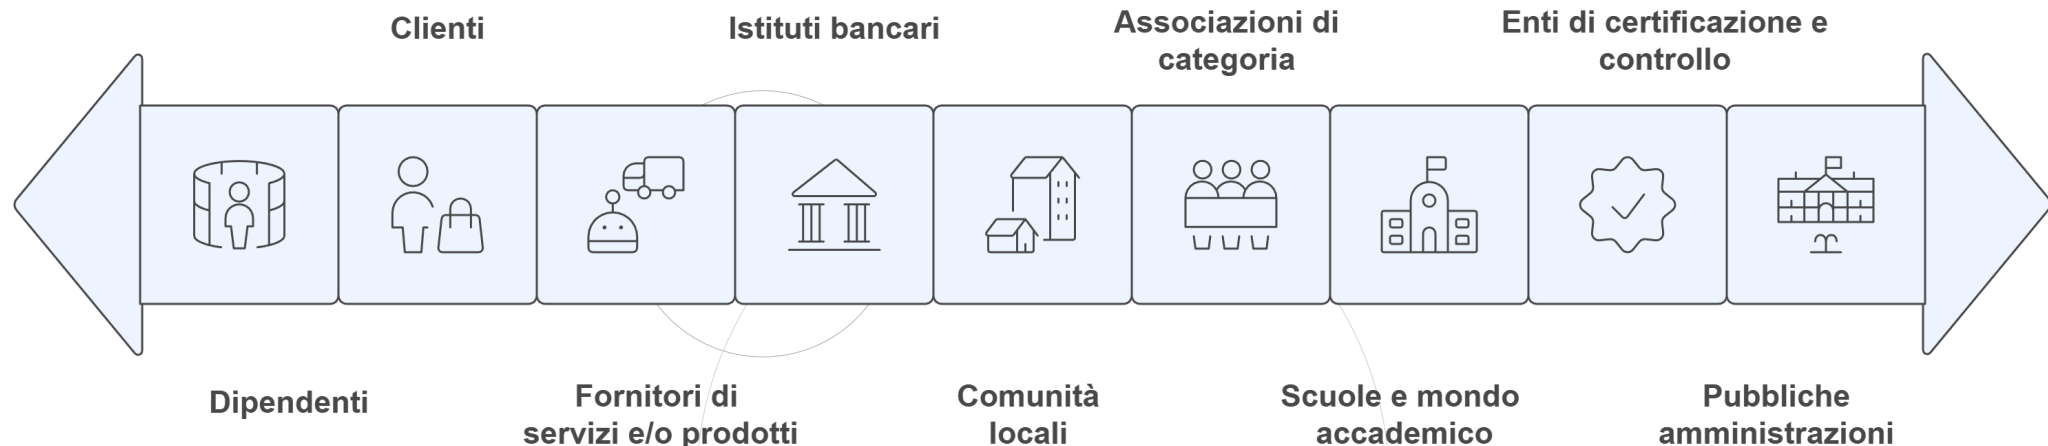 Clienti
Istituti bancari
Associazioni di
categoria
Enti di certificazione e
controllo
Dipendenti
Fornitori di
servizi e/o prodotti
Comunità
locali
Scuole e mondo
accademico
Pubbliche
amministrazioni